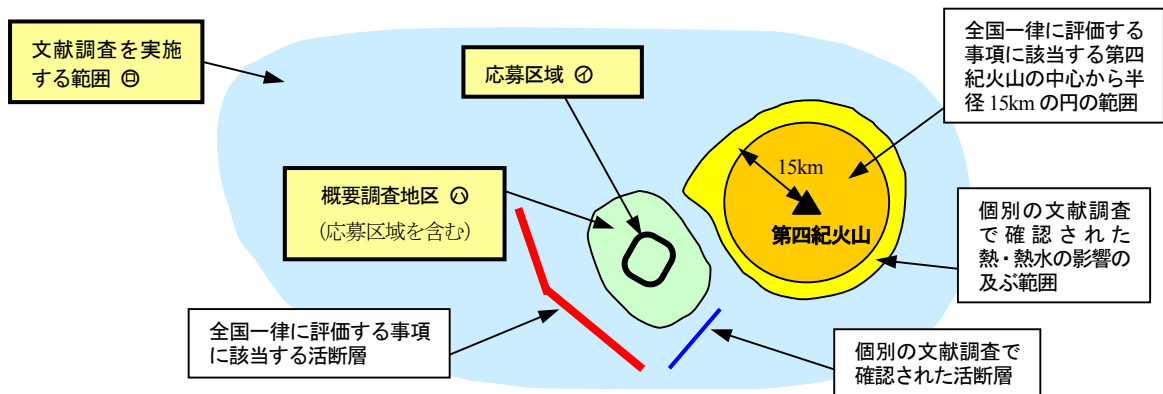 文献調査を実施
する範囲 ㋺
応募区域 ㋑
全国一律に評価する
事項に該当する第四
紀火山の中心から半
径 15km の円の範囲
15km
概要調査地区 ㋩
(応募区域を含む)
第四紀火山
個別の文献調査
で確認された
熱・熱水の影響の
及ぶ範囲
全国一律に評価する事項
に該当する活断層
個別の文献調査で
確認された活断層